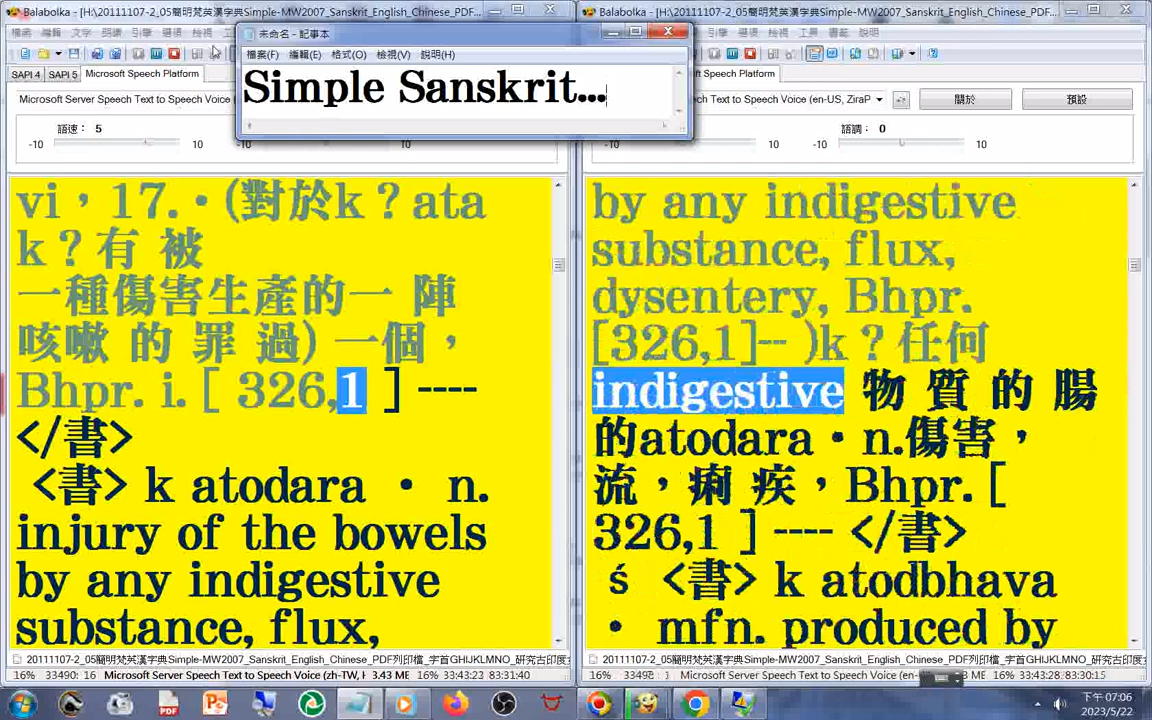 Balabolka - [H:\20111107-2_05簡明梵英漢字典Simple-MW2007_Sanskrit_English_Chinese_PDF...
Balabolka - [H:\20111107-2_05簡明梵英漢字典Simple-MW2007_Sanskrit_English_Chinese_PDF...
未命名 - 記事本
檔案(F) 編輯(E) 格式(O) 檢視(V) 說明(H)
Simple Sanskrit...
SAPI 4 SAPI 5 Microsoft Speech Platform
t Speech Platform
Microsoft Server Speech Text to Speech Voice
ech Text to Speech Voice (en-US, ZiraP
關於
預設
語速： 5
-10
10
語調： 0
-10
10
vi，17.·(對於k？ata
k？有 被
一種傷害生產的一 陣
咳嗽 的 罪 過) 一個，
Bhpr. i. [ 326,1 ] ----
</書>
<書> k atodara · n.
injury of the bowels
by any indigestive
substance, flux,
by any indigestive
substance, flux,
dysentery, Bhpr.
[326,1]-- )k？任何
indigestive 物 質 的 腸
的atodara·n.傷害，
流，痢 疾，Bhpr. [
326,1 ] ---- </書>
ś <書> k atodbhava
· mfn. produced by
20111107-2_05簡明梵英漢字典Simple-MW2007_Sanskrit_English_Chinese_PDF列印檔_字首GHIJKLMNO_研究古印度
20111107-2_05簡明梵英漢字典Simple-MW2007_Sanskrit_English_Chinese_PDF列印檔_字首GHIJKLMNO_研究古印度
16% 33490: 16 Microsoft Server Speech Text to Speech Voice (zh-TW, 3.43 ME 33:43:23 83:31:40
16% Microsoft Server Speech Text to Speech Voice 16% 33:43:28 83:30:15
下午 07:06
2023/5/22